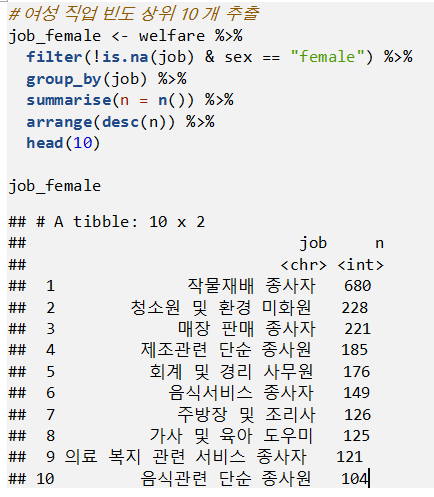 # 여성 직업 빈도 상위 10 개 추출
job_female <- welfare %>%
  filter(!is.na(job) & sex == "female") %>%
  group_by(job) %>%
  summarise(n = n()) %>%
  arrange(desc(n)) %>%
  head(10)

job_female

## # A tibble: 10 x 2
##                           job     n
##                         <chr> <int>
##  1              작물재배 종사자   680
##  2         청소원 및 환경 미화원   228
##  3             매장 판매 종사자   221
##  4          제조관련 단순 종사원   185
##  5           회계 및 경리 사무원   176
##  6             음식서비스 종사자   149
##  7              주방장 및 조리사   126
##  8           가사 및 육아 도우미   125
##  9 의료 복지 관련 서비스 종사자   121
## 10          음식관련 단순 종사원   104